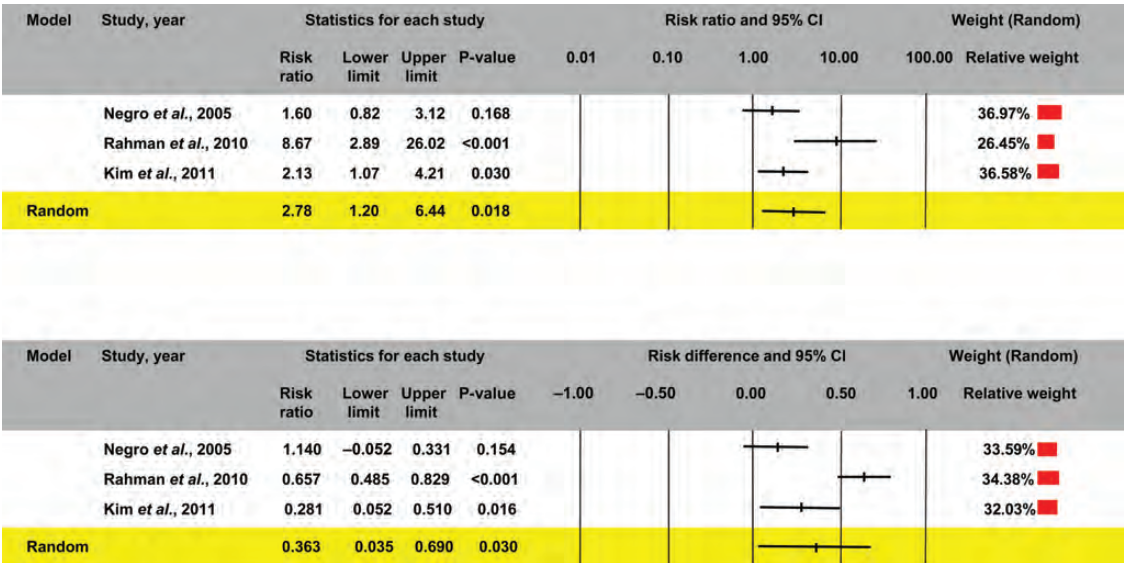 Model Study, year Statistics for each study Risk ratio and 95% CI Weight (Random)
Risk ratio Lower limit Upper limit P-value 0.01 0.10 1.00 10.00 100.00 Relative weight
Negro et al., 2005 1.60 0.82 3.12 0.168 36.97%
Rahman et al., 2010 8.67 2.89 26.02 <0.001 26.45%
Kim et al., 2011 2.13 1.07 4.21 0.030 36.58%
Random 2.78 1.20 6.44 0.018
Model Study, year Statistics for each study Risk difference and 95% CI Weight (Random)
Risk ratio Lower limit Upper limit P-value –1.00 –0.50 0.00 0.50 1.00 Relative weight
Negro et al., 2005 1.140 –0.052 0.331 0.154 33.59%
Rahman et al., 2010 0.657 0.485 0.829 <0.001 34.38%
Kim et al., 2011 0.281 0.052 0.510 0.016 32.03%
Random 0.363 0.035 0.690 0.030